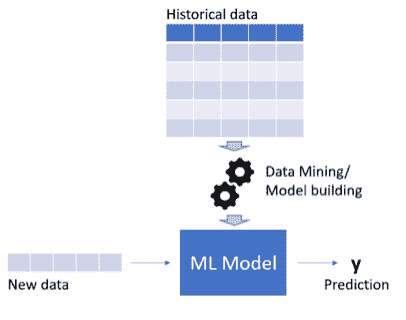 Historical data
Data Mining/
Model building
ML Model
New data
y
Prediction